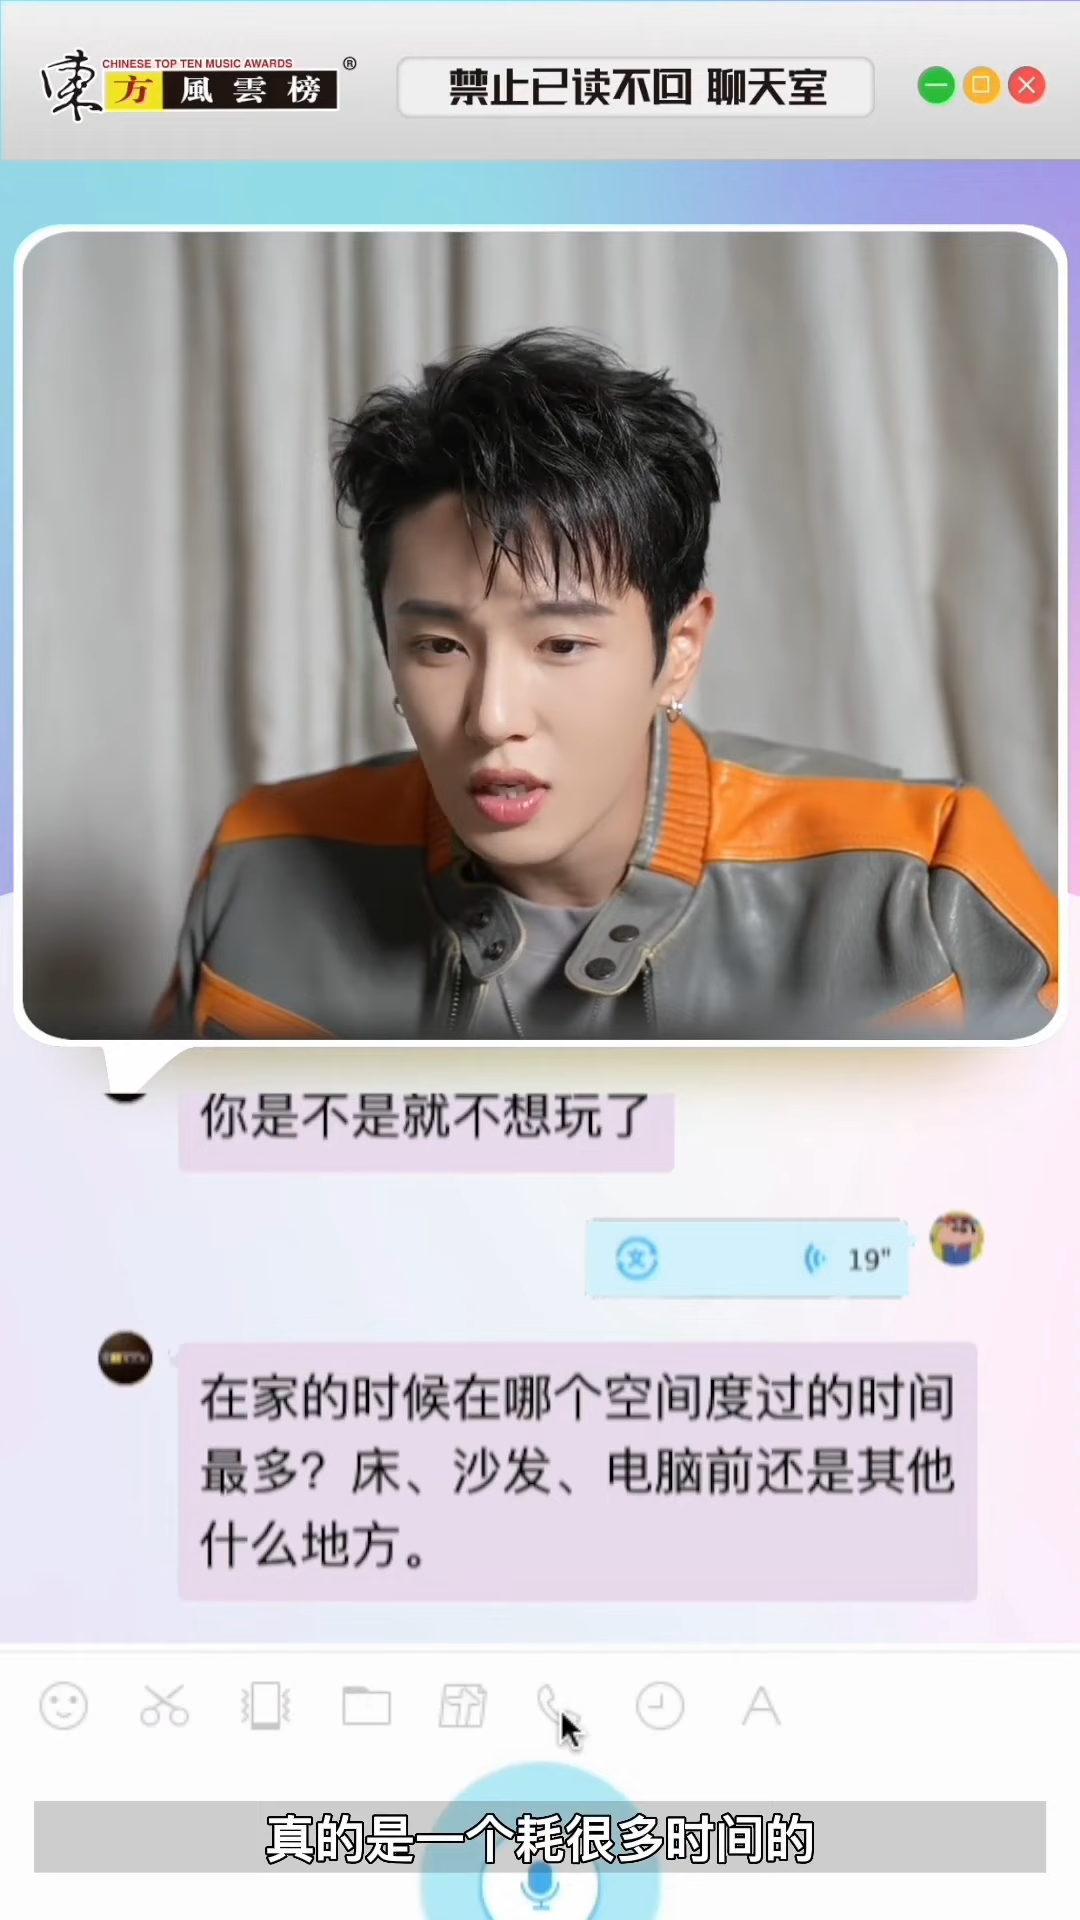 CHINESE TOP TEN MUSIC AWARDS
東方風雲榜®
禁止已读不回 聊天室
你是不是就不想玩了
文
19"
在家的时候在哪个空间度过的时间
最多？床、沙发、电脑前还是其他
什么地方。
A
真的是一个耗很多时间的